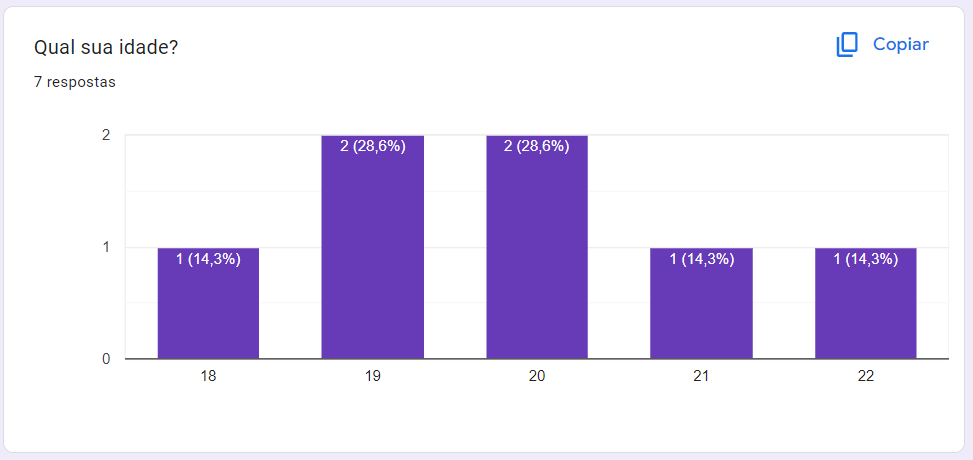 Qual sua idade?
Copiar
7 respostas
2
1
0
1 (14,3%)
2 (28,6%)
2 (28,6%)
1 (14,3%)
1 (14,3%)
18 19 20 21 22